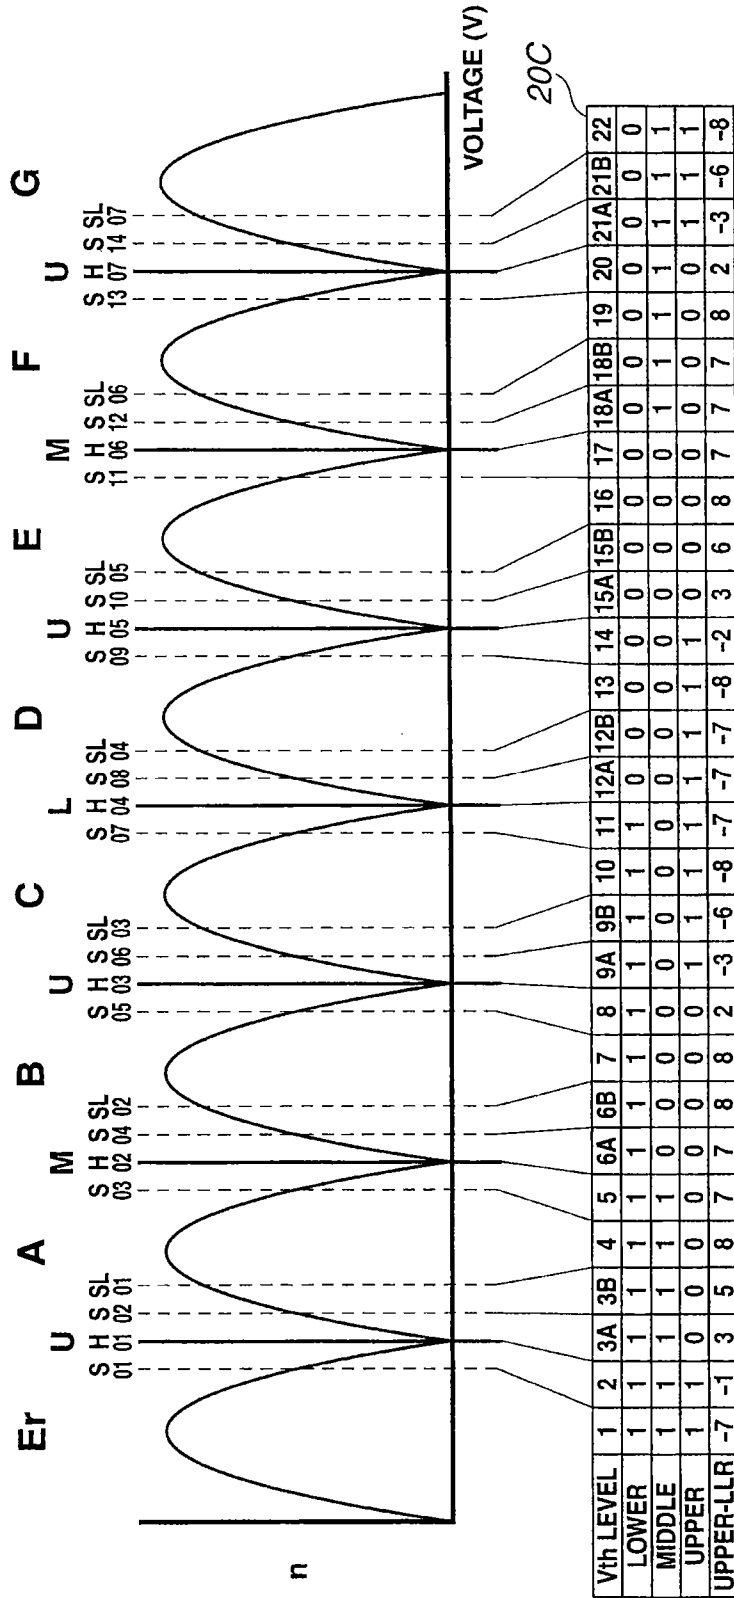 Er A B C D E F G
U M U L U M U
S H S SL S H S SL S H S SL S H S SL S H S SL S H S SL S H S SL
01 01 02 01 03 02 04 02 05 03 06 03 07 04 08 04 09 05 10 05 11 06 12 06 13 07 14 07
n
VOLTAGE (V)
20C
Vth LEVEL 1 2 3A 3B 4 5 6A 6B 7 8 9A 9B 10 11 12A 12B 13 14 15A 15B 16 17 18A 18B 19 20 21A 21B 22
LOWER 1 1 1 1 1 1 1 1 1 1 1 1 1 1 0 0 0 0 0 0 0 0 0 0 0 0 0 0 0
MIDDLE 1 1 1 1 1 1 0 0 0 0 0 0 0 0 0 0 0 0 0 0 0 0 1 1 1 1 1 1 1
UPPER 1 1 0 0 0 0 0 0 0 0 1 1 1 1 1 1 1 1 0 0 0 0 0 0 0 0 1 1 1
UPPER-LLR -7 -1 3 5 8 7 7 8 8 2 -3 -6 -8 -7 -7 -7 -8 -2 3 6 8 7 7 7 8 2 -3 -6 -8